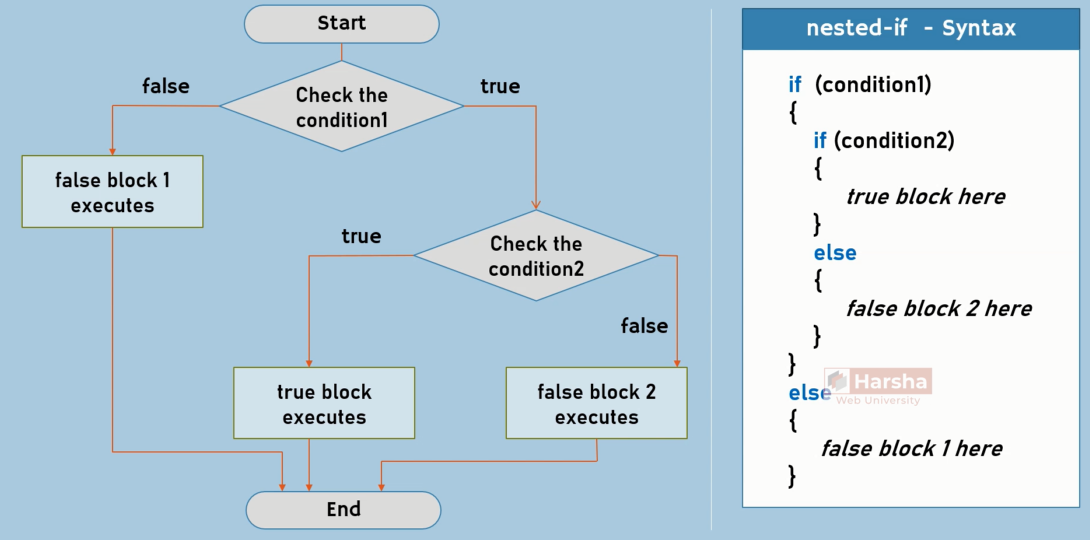 Start
false
true
Check the
condition1
false block 1
executes
true
Check the
condition2
false
true block
executes
false block 2
executes
End
nested-if - Syntax
if (condition1)
{
if (condition2)
{
true block here
}
else
{
false block 2 here
}
}
else
{
false block 1 here
}
Harsha
Web University